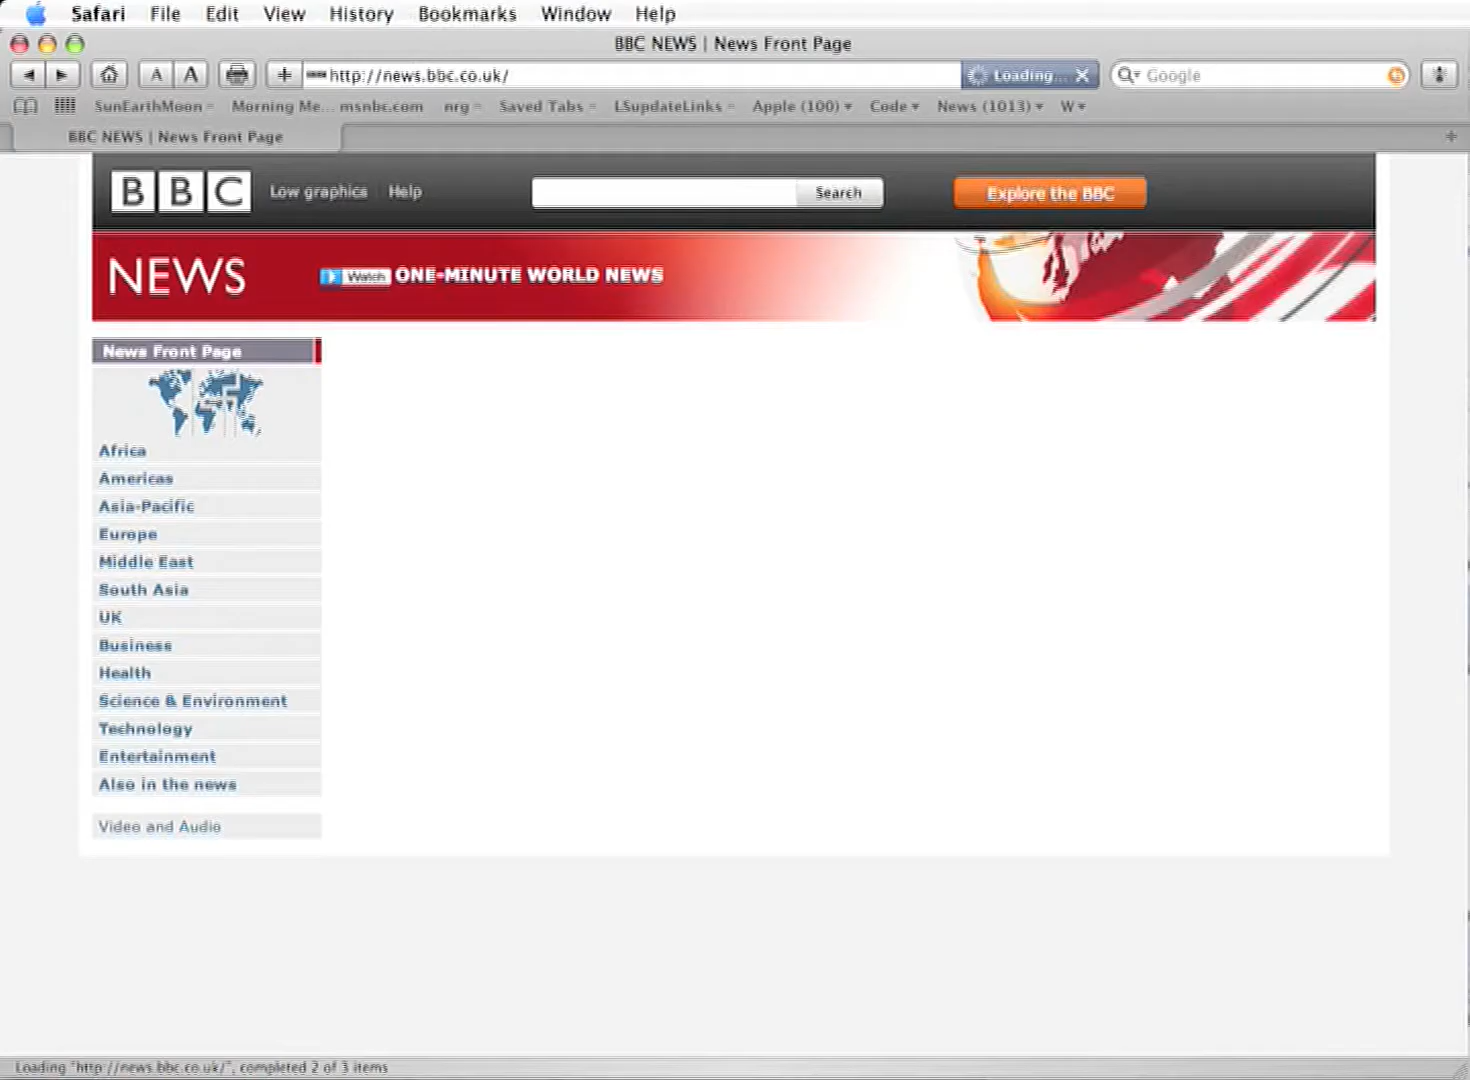 Safari File Edit View History Bookmarks Window Help
BBC NEWS | News Front Page
A A http://news.bbc.co.uk/ Loading... Google
SunEarthMoon Morning Me... msnbc.com nrg Saved Tabs LSupdateLinks Apple (100) Code News (1013) W
BBC NEWS | News Front Page
BBC Low graphics Help Search Explore the BBC
NEWS Watch ONE-MINUTE WORLD NEWS
News Front Page
Africa
Americas
Asia-Pacific
Europe
Middle East
South Asia
UK
Business
Health
Science & Environment
Technology
Entertainment
Also in the news
Video and Audio
Loading "http://news.bbc.co.uk/", completed 2 of 3 items